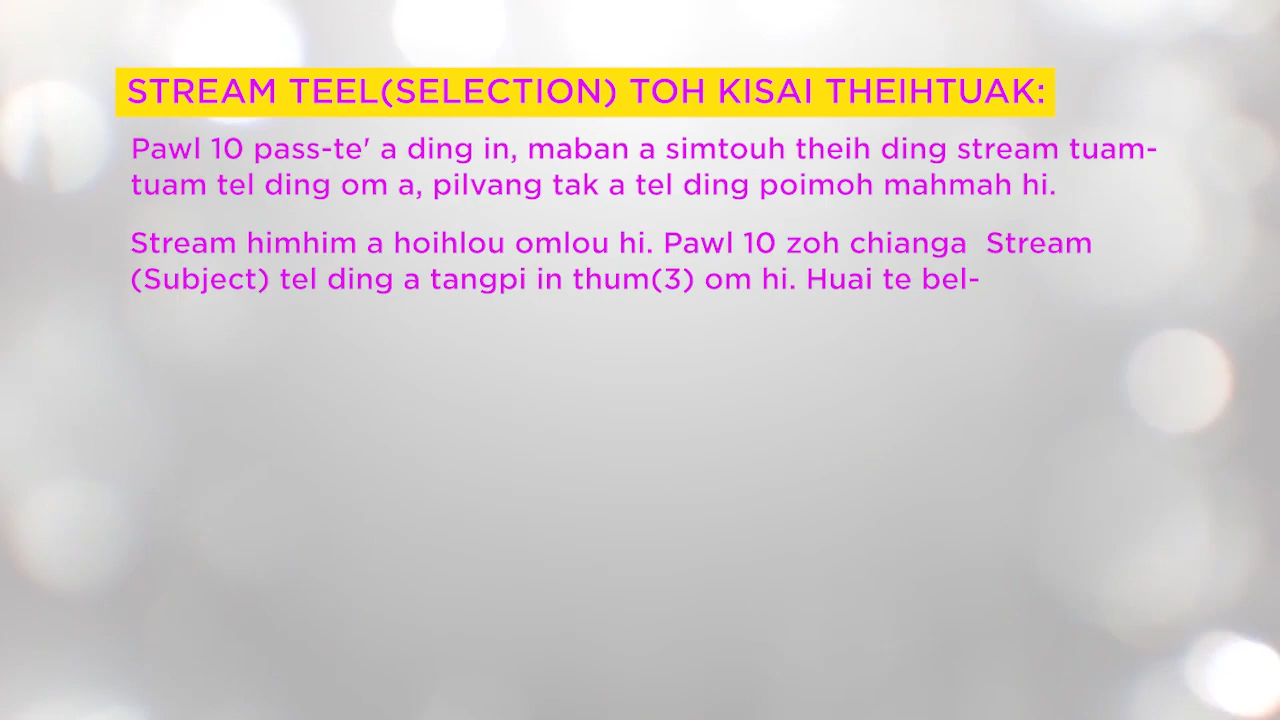 STREAM TEEL(SELECTION) TOH KISAI THEIHTUAK:
Pawl 10 pass-te' a ding in, maban a simtouh theih ding stream tuam-
tuam tel ding om a, pilvang tak a tel ding poimoh mahmah hi.
Stream himhim a hoihlou omlou hi. Pawl 10 zoh chianga  Stream
(Subject) tel ding a tangpi in thum(3) om hi. Huai te bel-